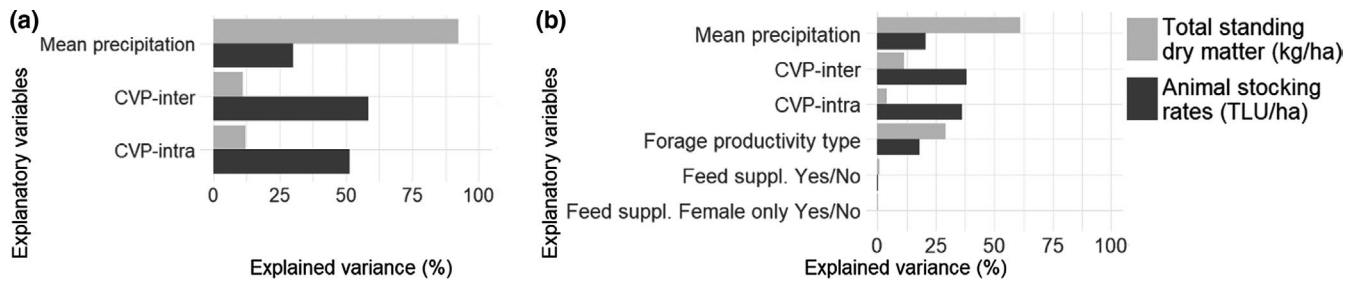 (a)
Explanatory variables
Mean precipitation
CVP-inter
CVP-intra
0 25 50 75 100
Explained variance (%)
(b)
Explanatory variables
Mean precipitation
CVP-inter
CVP-intra
Forage productivity type
Feed suppl. Yes/No
Feed suppl. Female only Yes/No
0 25 50 75 100
Explained variance (%)
Total standing
dry matter (kg/ha)
Animal stocking
rates (TLU/ha)